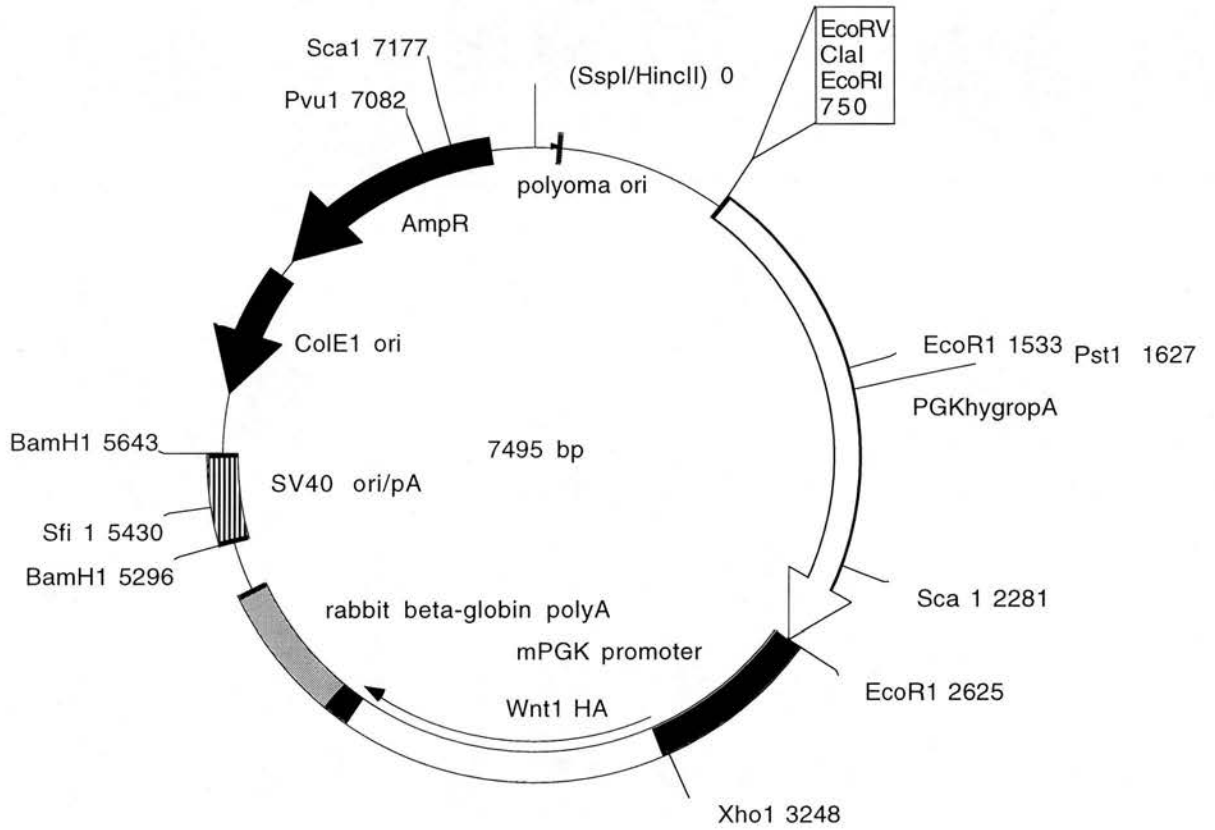 EcoRV
ClaI
EcoRI
750
Sca1 7177
(SspI/HincII) 0
Pvu1 7082
polyoma ori
AmpR
ColE1 ori
EcoR1 1533
Pst1 1627
PGKhygropA
BamH1 5643
7495 bp
SV40 ori/pA
Sfi 1 5430
BamH1 5296
Sca 1 2281
rabbit beta-globin polyA
mPGK promoter
EcoR1 2625
Wnt1 HA
Xho1 3248